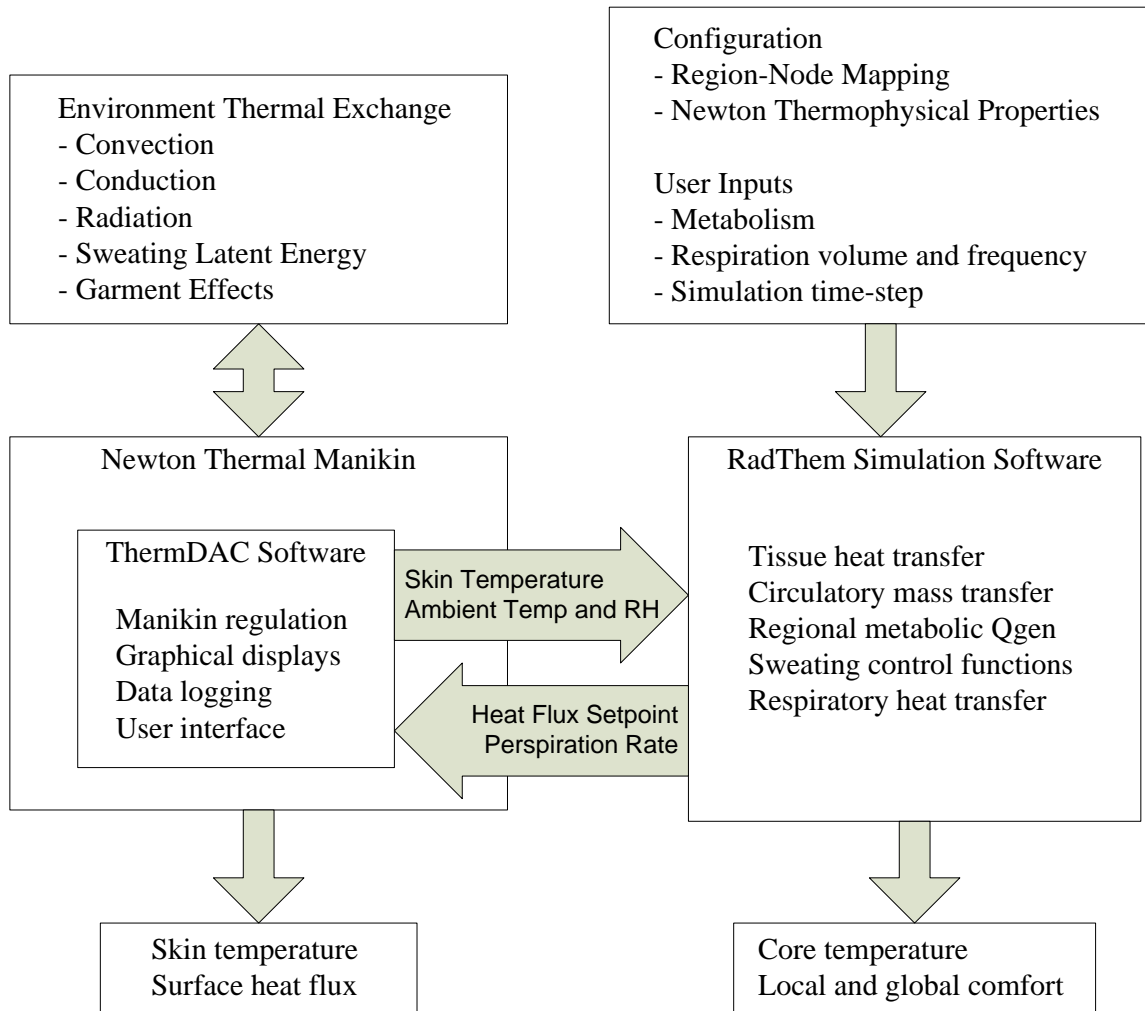 Configuration
- Region-Node Mapping
- Newton Thermophysical Properties
User Inputs
- Metabolism
- Respiration volume and frequency
- Simulation time-step
Environment Thermal Exchange
- Convection
- Conduction
- Radiation
- Sweating Latent Energy
- Garment Effects
Newton Thermal Manikin
ThermDAC Software
Manikin regulation
Graphical displays
Data logging
User interface
Skin Temperature
Ambient Temp and RH
Heat Flux Setpoint
Perspiration Rate
RadThem Simulation Software
Tissue heat transfer
Circulatory mass transfer
Regional metabolic Qgen
Sweating control functions
Respiratory heat transfer
Skin temperature
Surface heat flux
Core temperature
Local and global comfort